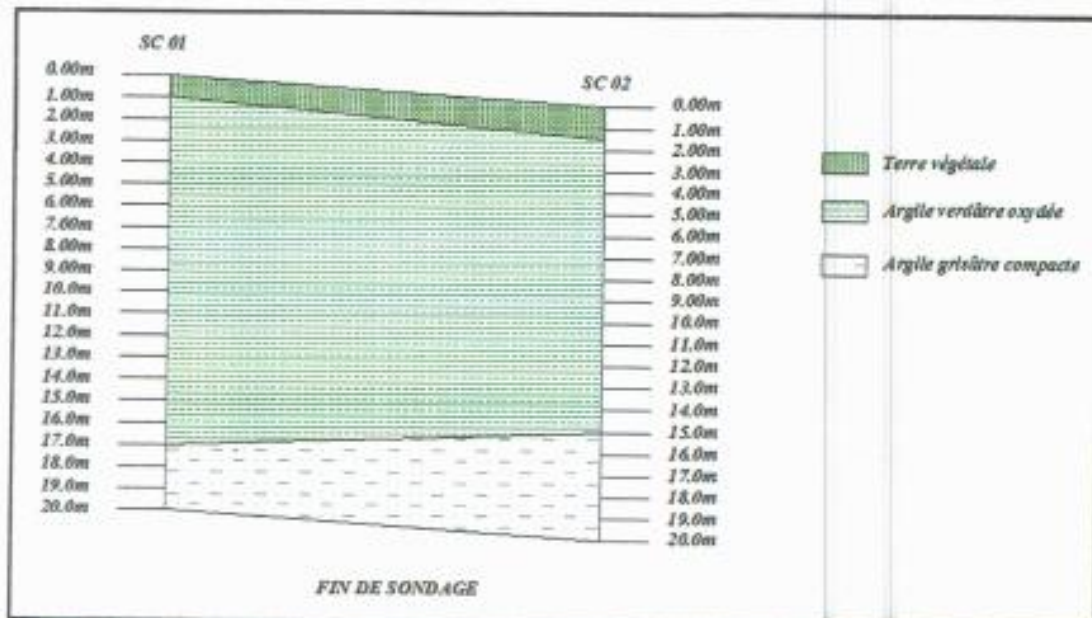 SC 01
SC 02
0.00m
1.00m
2.00m
3.00m
4.00m
5.00m
6.00m
7.00m
8.00m
9.00m
10.0m
11.0m
12.0m
13.0m
14.0m
15.0m
16.0m
17.0m
18.0m
19.0m
20.0m
0.00m
1.00m
2.00m
3.00m
4.00m
5.00m
6.00m
7.00m
8.00m
9.00m
10.0m
11.0m
12.0m
13.0m
14.0m
15.0m
16.0m
17.0m
18.0m
19.0m
20.0m
Terre végétale
Argile verdâtre oxydée
Argile grisâtre compacte
FIN DE SONDAGE